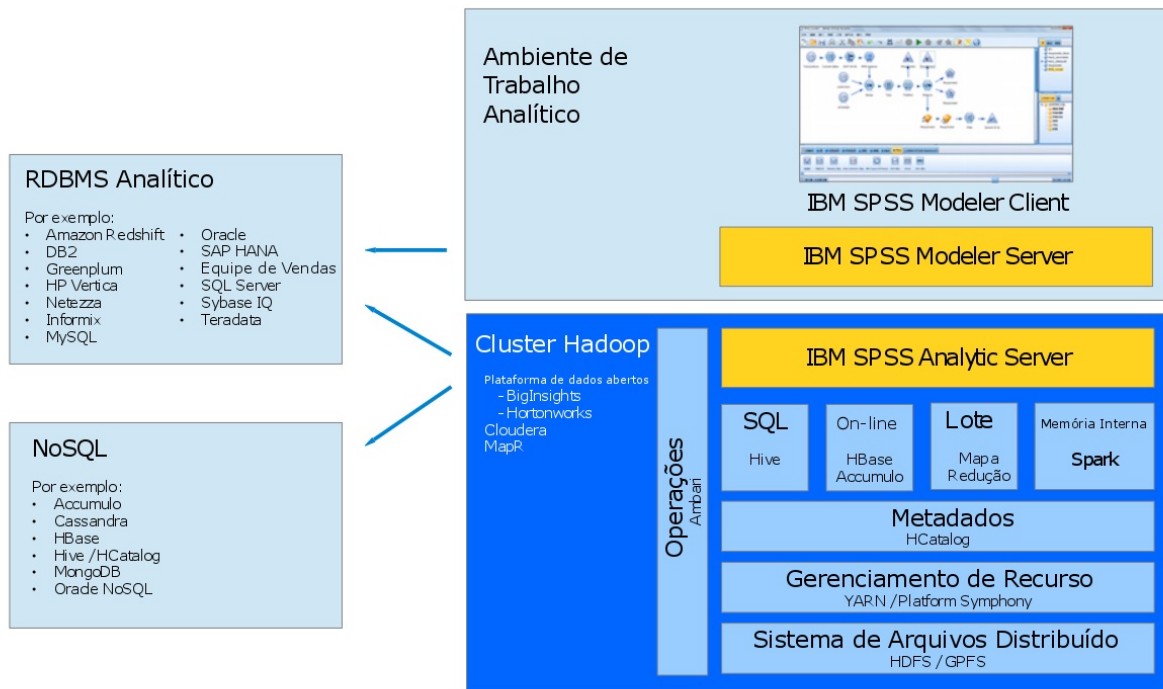 Ambiente de
Trabalho
Analítico
IBM SPSS Modeler Client
IBM SPSS Modeler Server
RDBMS Analítico
Por exemplo:
• Amazon Redshift
• DB2
• Greenplum
• HP Vertica
• Netezza
• Informix
• MySQL
• Oracle
• SAP HANA
• Equipe de Vendas
• SQL Server
• Sybase IQ
• Teradata
NoSQL
Por exemplo:
• Accumulo
• Cassandra
• HBase
• Hive /HCatalog
• MongoDB
• Oracle NoSQL
Cluster Hadoop
Plataforma de dados abertos
- BigInsights
- Hortonworks
Cloudera
MapR
Operações
Ambari
IBM SPSS Analytic Server
SQL
Hive
On-line
HBase
Accumulo
Lote
Mapa
Redução
Memória Interna
Spark
Metadados
HCatalog
Gerenciamento de Recurso
YARN /Platform Symphony
Sistema de Arquivos Distribuído
HDFS / GPFS